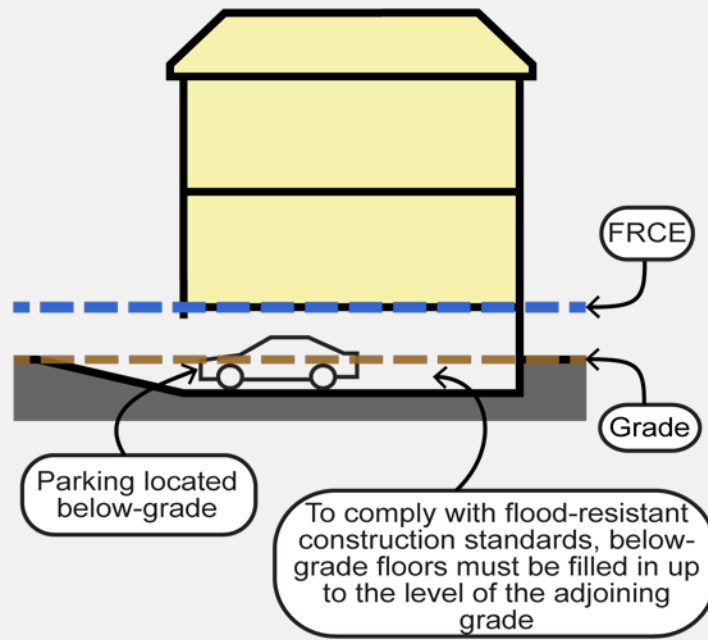 FRCE
Grade
Parking located
below-grade
To comply with flood-resistant
construction standards, below-
grade floors must be filled in up
to the level of the adjoining
grade